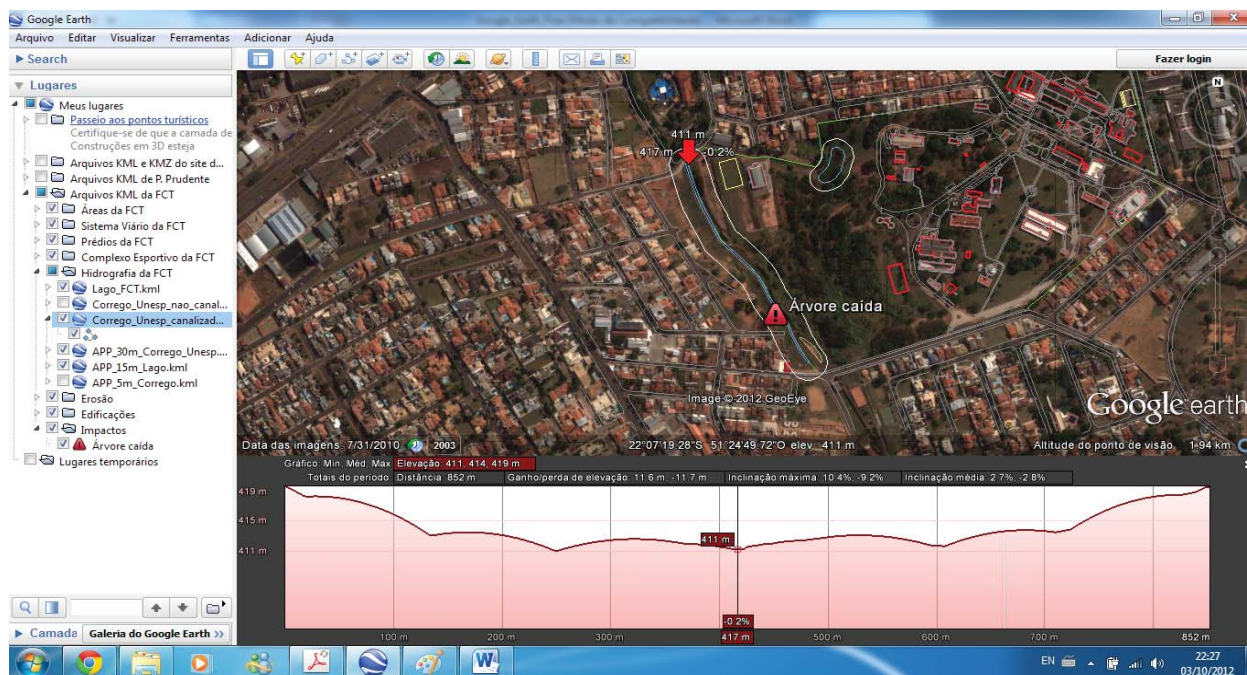 Google Earth
Arquivo Editar Visualizar Ferramentas Adicionar Ajuda
Search
Fazer login
Lugares
Meus lugares
Passeio aos pontos turísticos
Certifique-se de que a camada de
Construções em 3D esteja
Arquivos KML e KMZ do site d...
Arquivos KML de P. Prudente
Arquivos KML da FCT
Áreas da FCT
Sistema Viário da FCT
Prédios da FCT
Complexo Esportivo da FCT
Hidrografia da FCT
Lago_FCT.kml
Corrego_Unesp_nao_canal...
Corrego_Unesp_canalizad...
APP_30m_Corrego_Unesp....
APP_15m_Lago.kml
APP_5m_Corrego.kml
Erosão
Edificações
Impactos
Árvore caída
Lugares temporários
Camada
Galeria do Google Earth >>
N
411 m
417 m -0.2%
Árvore caída
Image © 2012 GeoEye
Google earth
Data das imagens: 7/31/2010 2003 22°07'19.28"S 51°24'49.72"O elev 411 m Altitude do ponto de visão 1.94 km
Gráfico: Min, Méd, Max Elevação: 411, 414, 419 m
Totais do período: Distância: 852 m Ganho/perda de elevação: 11.6 m, -11.7 m Inclinação máxima: 10.4%, -9.2% Inclinação média: 2.7%, -2.8%
419 m
415 m
411 m
411 m
-0.2%
100 m 200 m 300 m 417 m 500 m 600 m 700 m 852 m
EN
22:27
03/10/2012